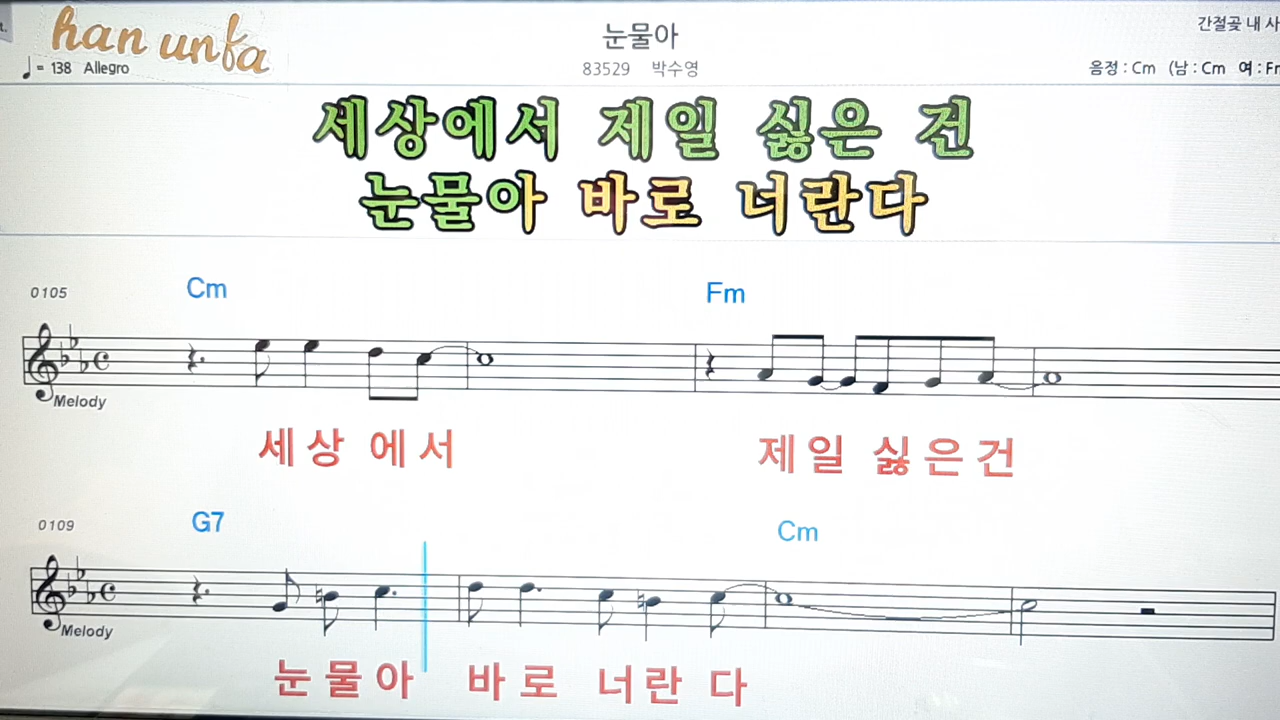 han unfa
눈물아
간절곶 내 사
♩= 138 Allegro
83529 박수영
음정 : Cm (남 : Cm 여 : Fm
세상에서 제일 싫은 건
눈물아 바로 너란다
0105
Cm
Fm
Melody
세상 에서 제일 싫은건
0109
G7
Cm
Melody
눈물아 바로 너란 다